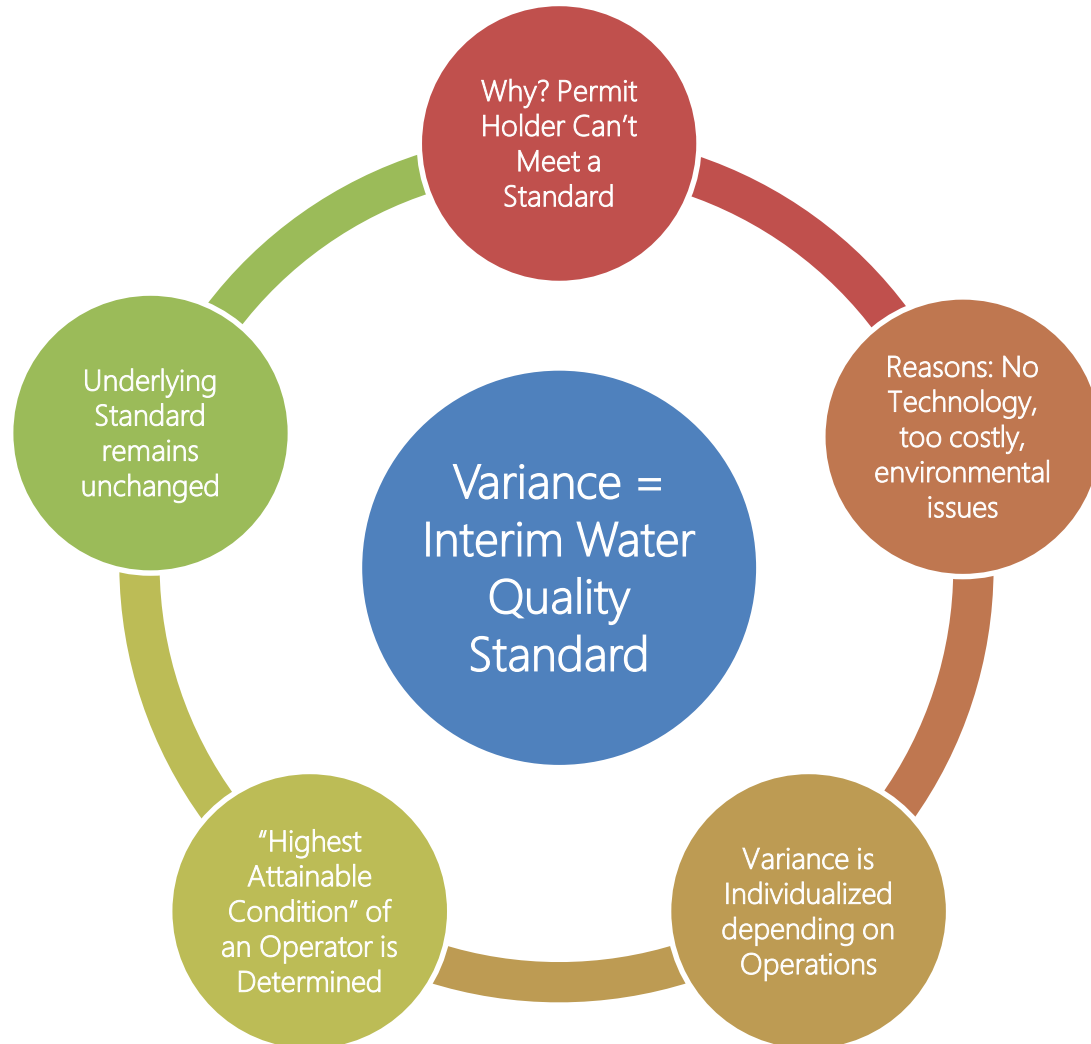 Why? Permit
Holder Can’t
Meet a
Standard
Reasons: No
Technology,
too costly,
environmental
issues
Variance is
Individualized
depending on
Operations
“Highest
Attainable
Condition” of
an Operator is
Determined
Underlying
Standard
remains
unchanged
Variance =
Interim Water
Quality
Standard